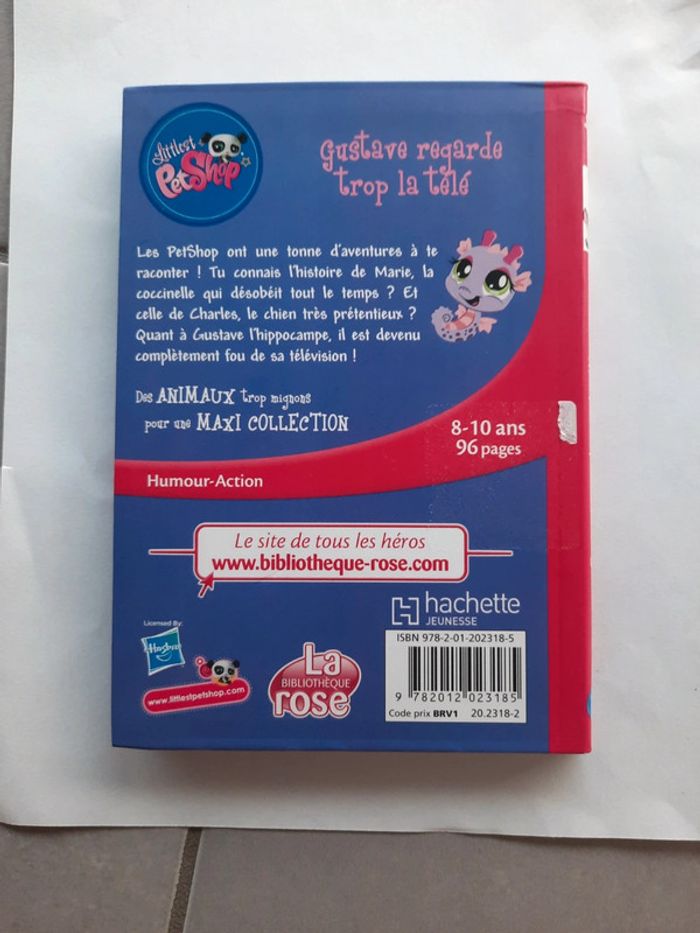 Littlest
PetShop
Gustave regarde
trop la télé
Les PetShop ont une tonne d'aventures à te
raconter ! Tu connais l'histoire de Marie, la
coccinelle qui désobéit tout le temps ? Et
celle de Charles, le chien très prétentieux ?
Quant à Gustave l'hippocampe, il est devenu
complètement fou de sa télévision !
Des ANIMAUX trop mignons
pour une MAXI COLLECTION
8-10 ans
96 pages
Humour-Action
Le site de tous les héros
www.bibliotheque-rose.com
hachette
JEUNESSE
Licensed By:
Hasbro
www.littlestpetshop.com
La
BIBLIOTHÈQUE
rose
ISBN 978-2-01-202318-5
9 782012 023185
Code prix BRV1 20.2318-2